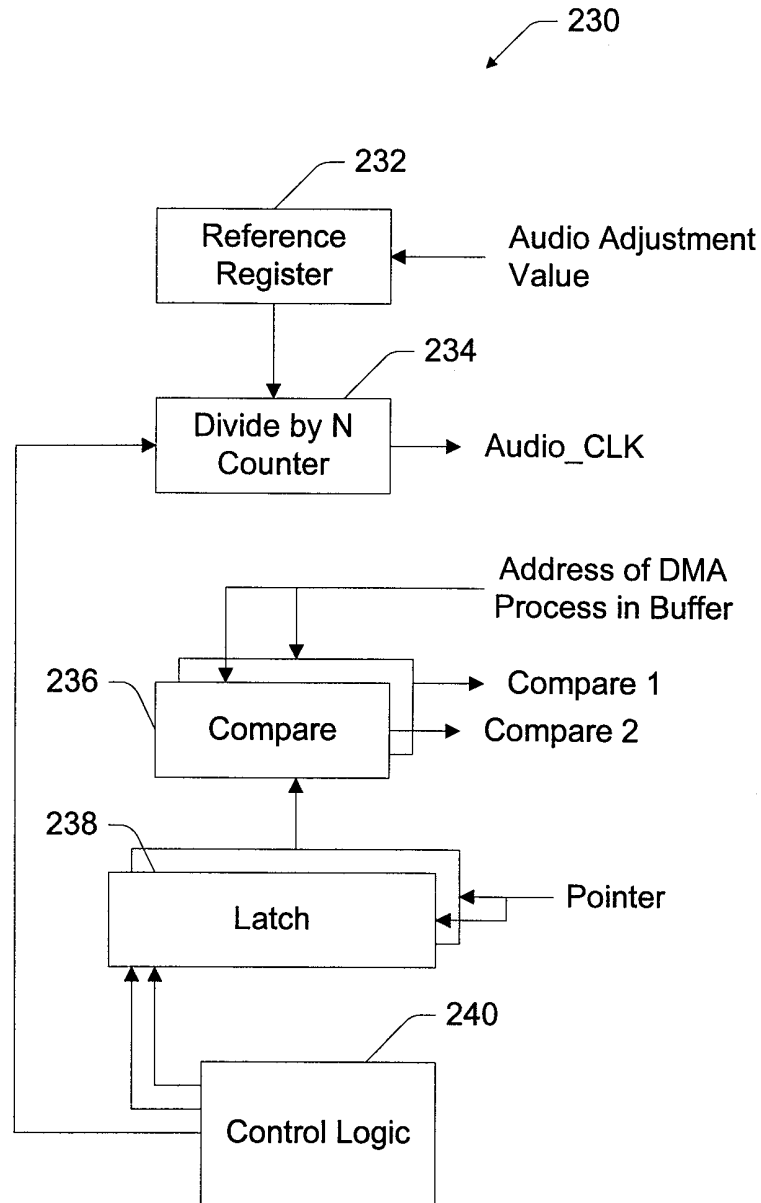 230
232
Reference
Register
Audio Adjustment
Value
234
Divide by N
Counter
Audio_CLK
Address of DMA
Process in Buffer
236
Compare
Compare 1
Compare 2
238
Latch
Pointer
240
Control Logic